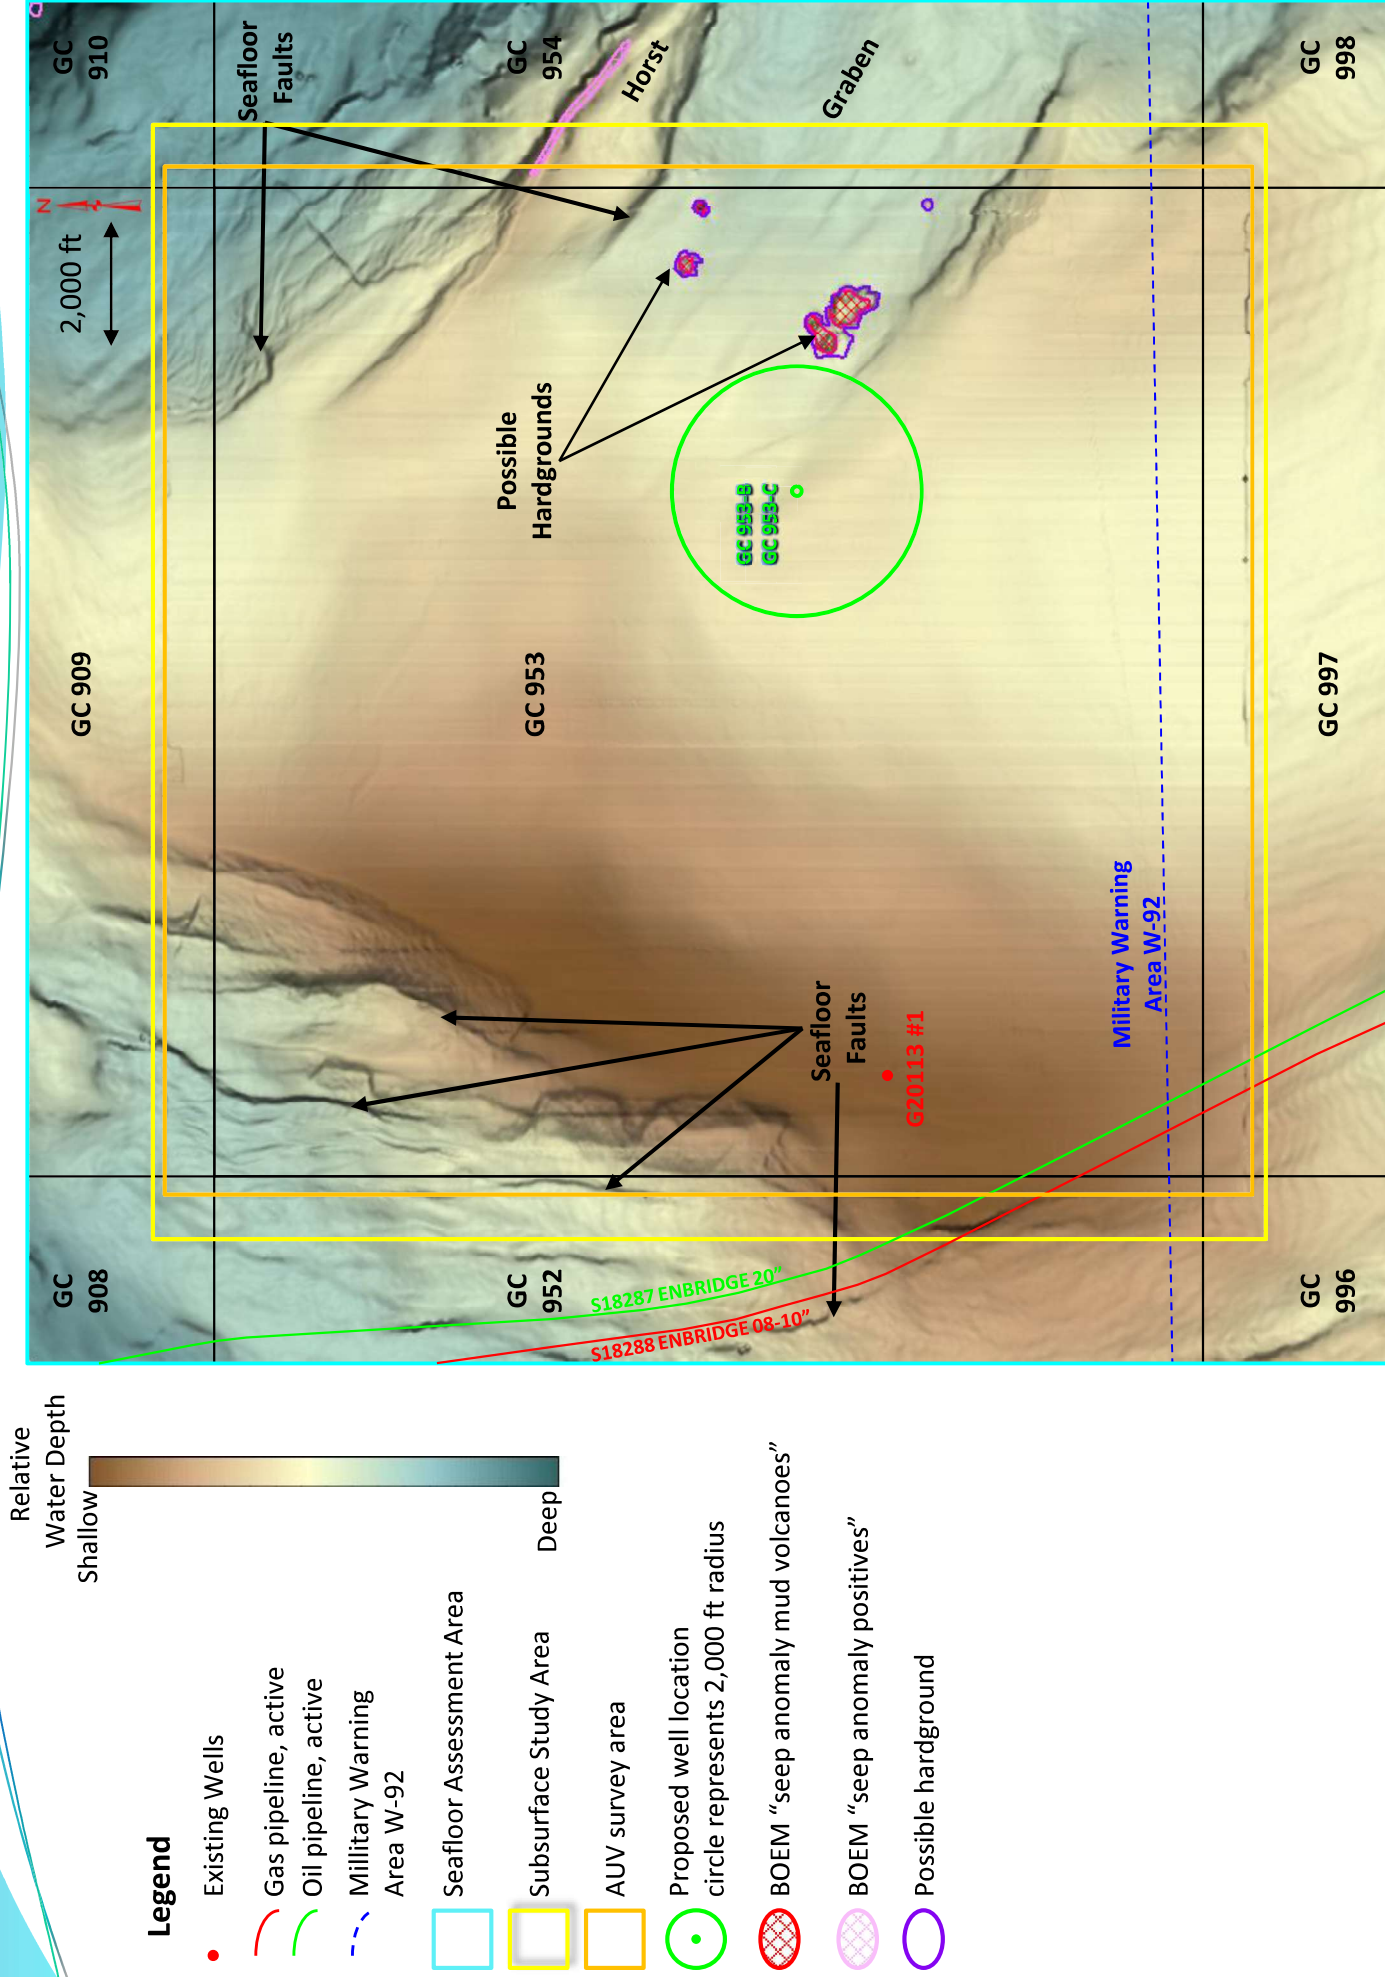 Relative
Water Depth
Shallow
Deep
Legend
Existing Wells
Gas pipeline, active
Oil pipeline, active
Millitary Warning
Area W-92
Seafloor Assessment Area
Subsurface Study Area
AUV survey area
Proposed well location
circle represents 2,000 ft radius
BOEM “seep anomaly mud volcanoes”
BOEM “seep anomaly positives”
Possible hardground
GC
908
GC 909
GC
910
N
2,000 ft
Seafloor
Faults
GC
952
GC 953
GC
954
Horst
Graben
Possible
Hardgrounds
GC 953-B
GC 953-C
Seafloor
Faults
G20113 #1
S18287 ENBRIDGE 20”
S18288 ENBRIDGE 08-10”
Military Warning
Area W-92
GC
996
GC 997
GC
998